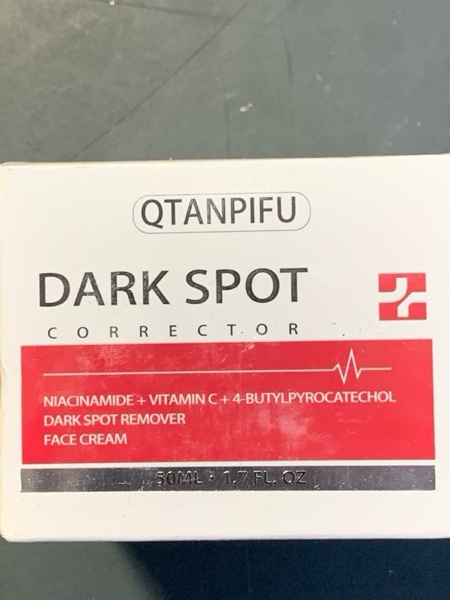 QTANPIFU
DARK SPOT
CORRECTOR
NIACINAMIDE + VITAMIN C + 4-BUTYLPYROCATECHOL
DARK SPOT REMOVER
FACE CREAM
50ML • 1.7 FL. OZ